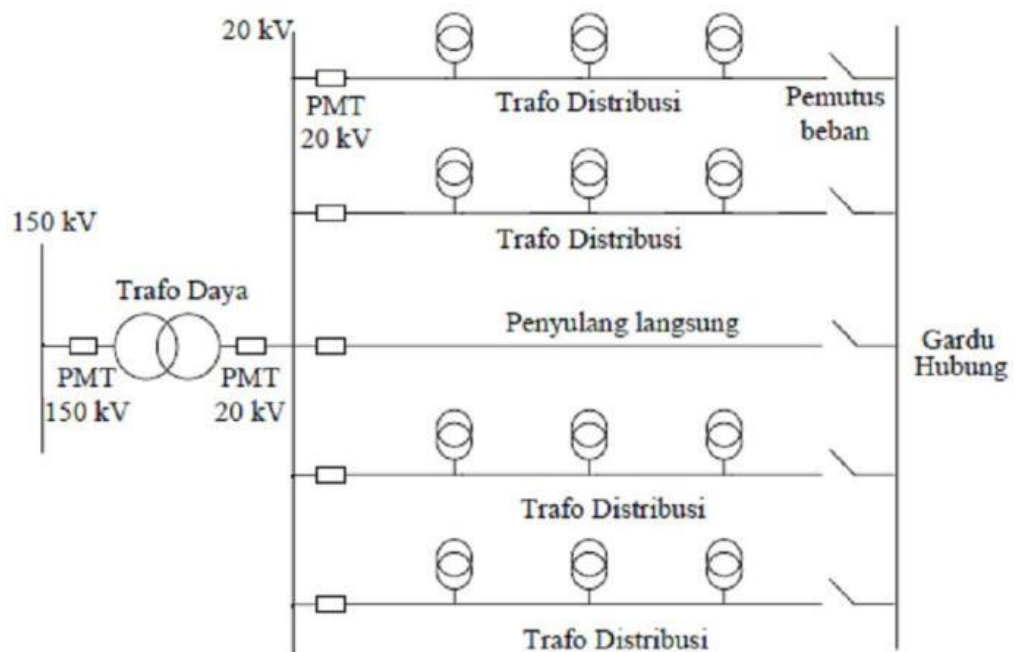 20 kV
PMT
20 kV
Trafo Distribusi
Pemutus
beban
Trafo Distribusi
150 kV
Trafo Daya
PMT
150 kV
PMT
20 kV
Penyulang langsung
Gardu
Hubung
Trafo Distribusi
Trafo Distribusi